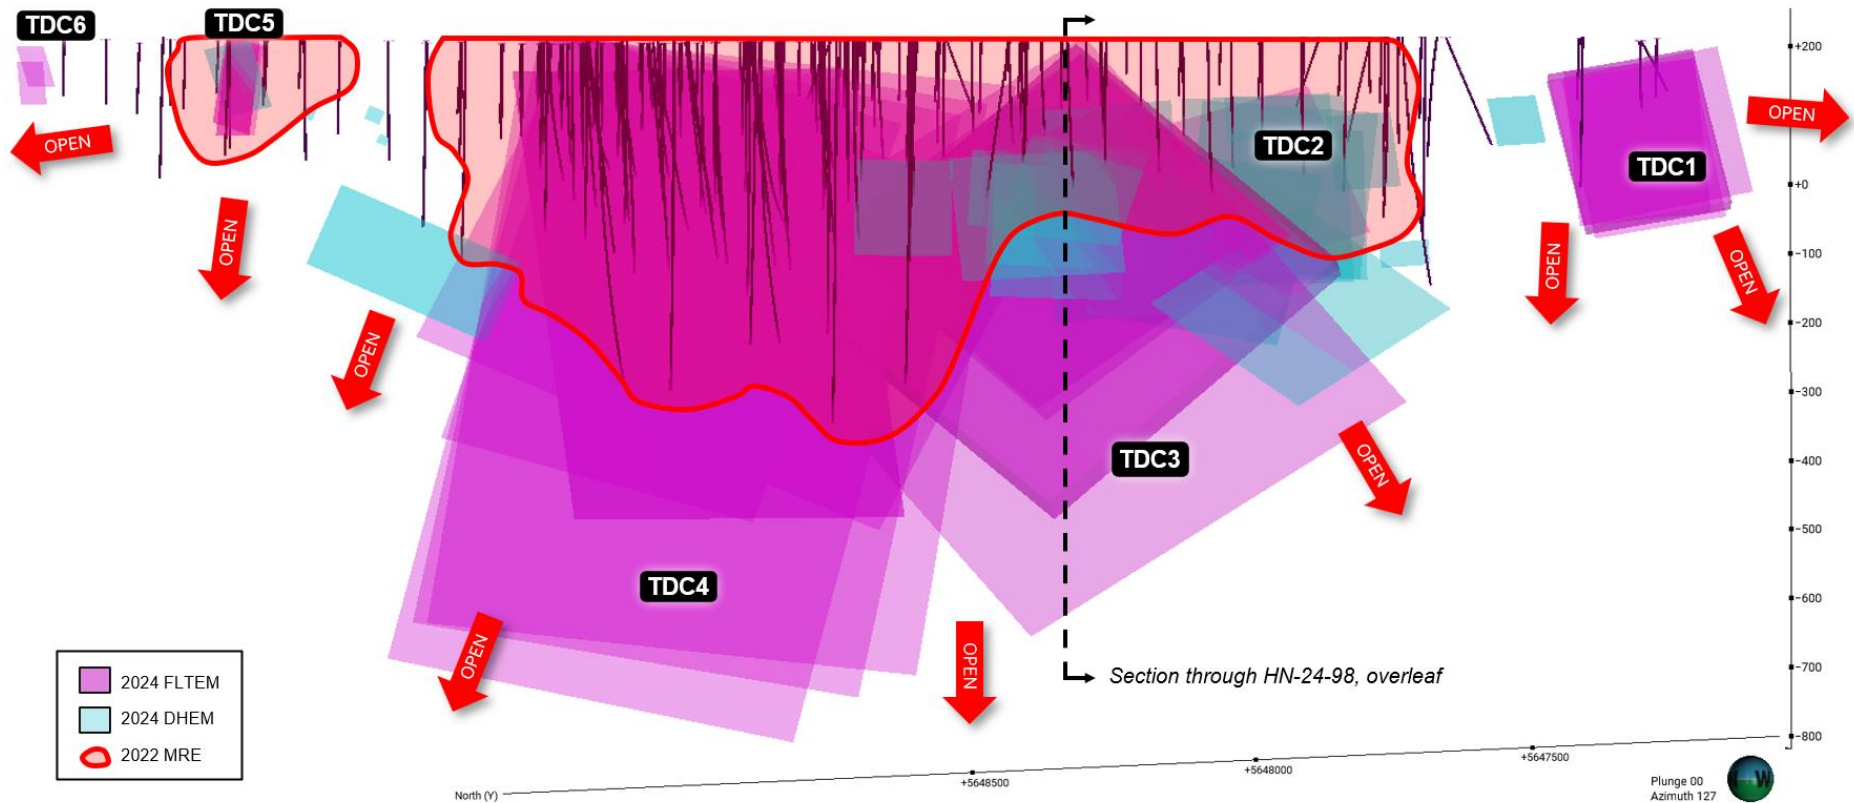 TDC6
TDC5
+200
OPEN
OPEN
TDC2
TDC1
+0
OPEN
-100
OPEN
OPEN
-200
OPEN
-300
TDC3
-400
OPEN
-500
TDC4
-600
OPEN
OPEN
Section through HN-24-98, overleaf
-700
2024 FLTEM
2024 DHEM
2022 MRE
-800
+5648500
+5648000
+5647500
North (Y)
Plunge 00
Azimuth 127
W